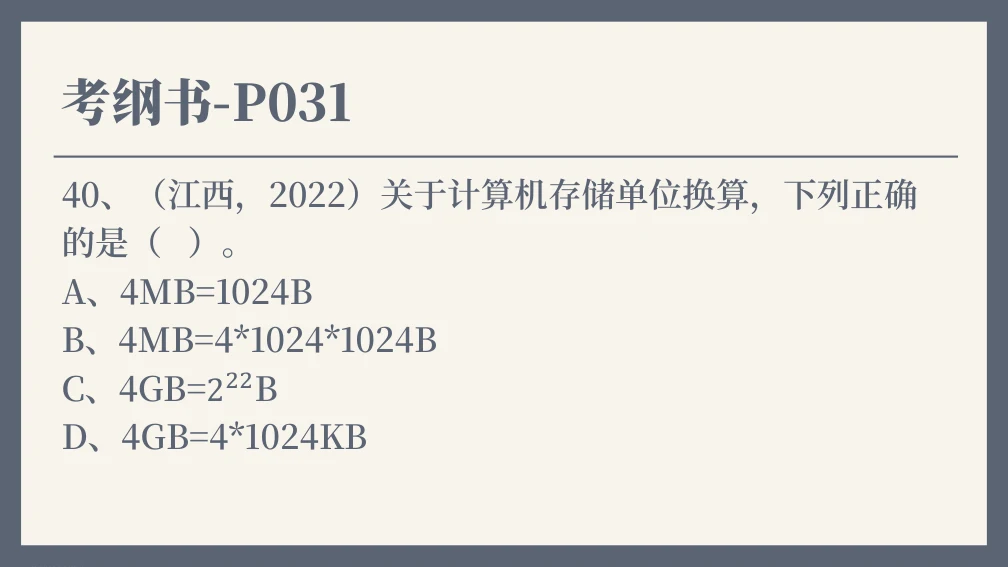 考纲书-P031
40、（江西，2022）关于计算机存储单位换算，下列正确
的是（  ）。
A、4MB=1024B
B、4MB=4*1024*1024B
C、4GB=2²²B
D、4GB=4*1024KB